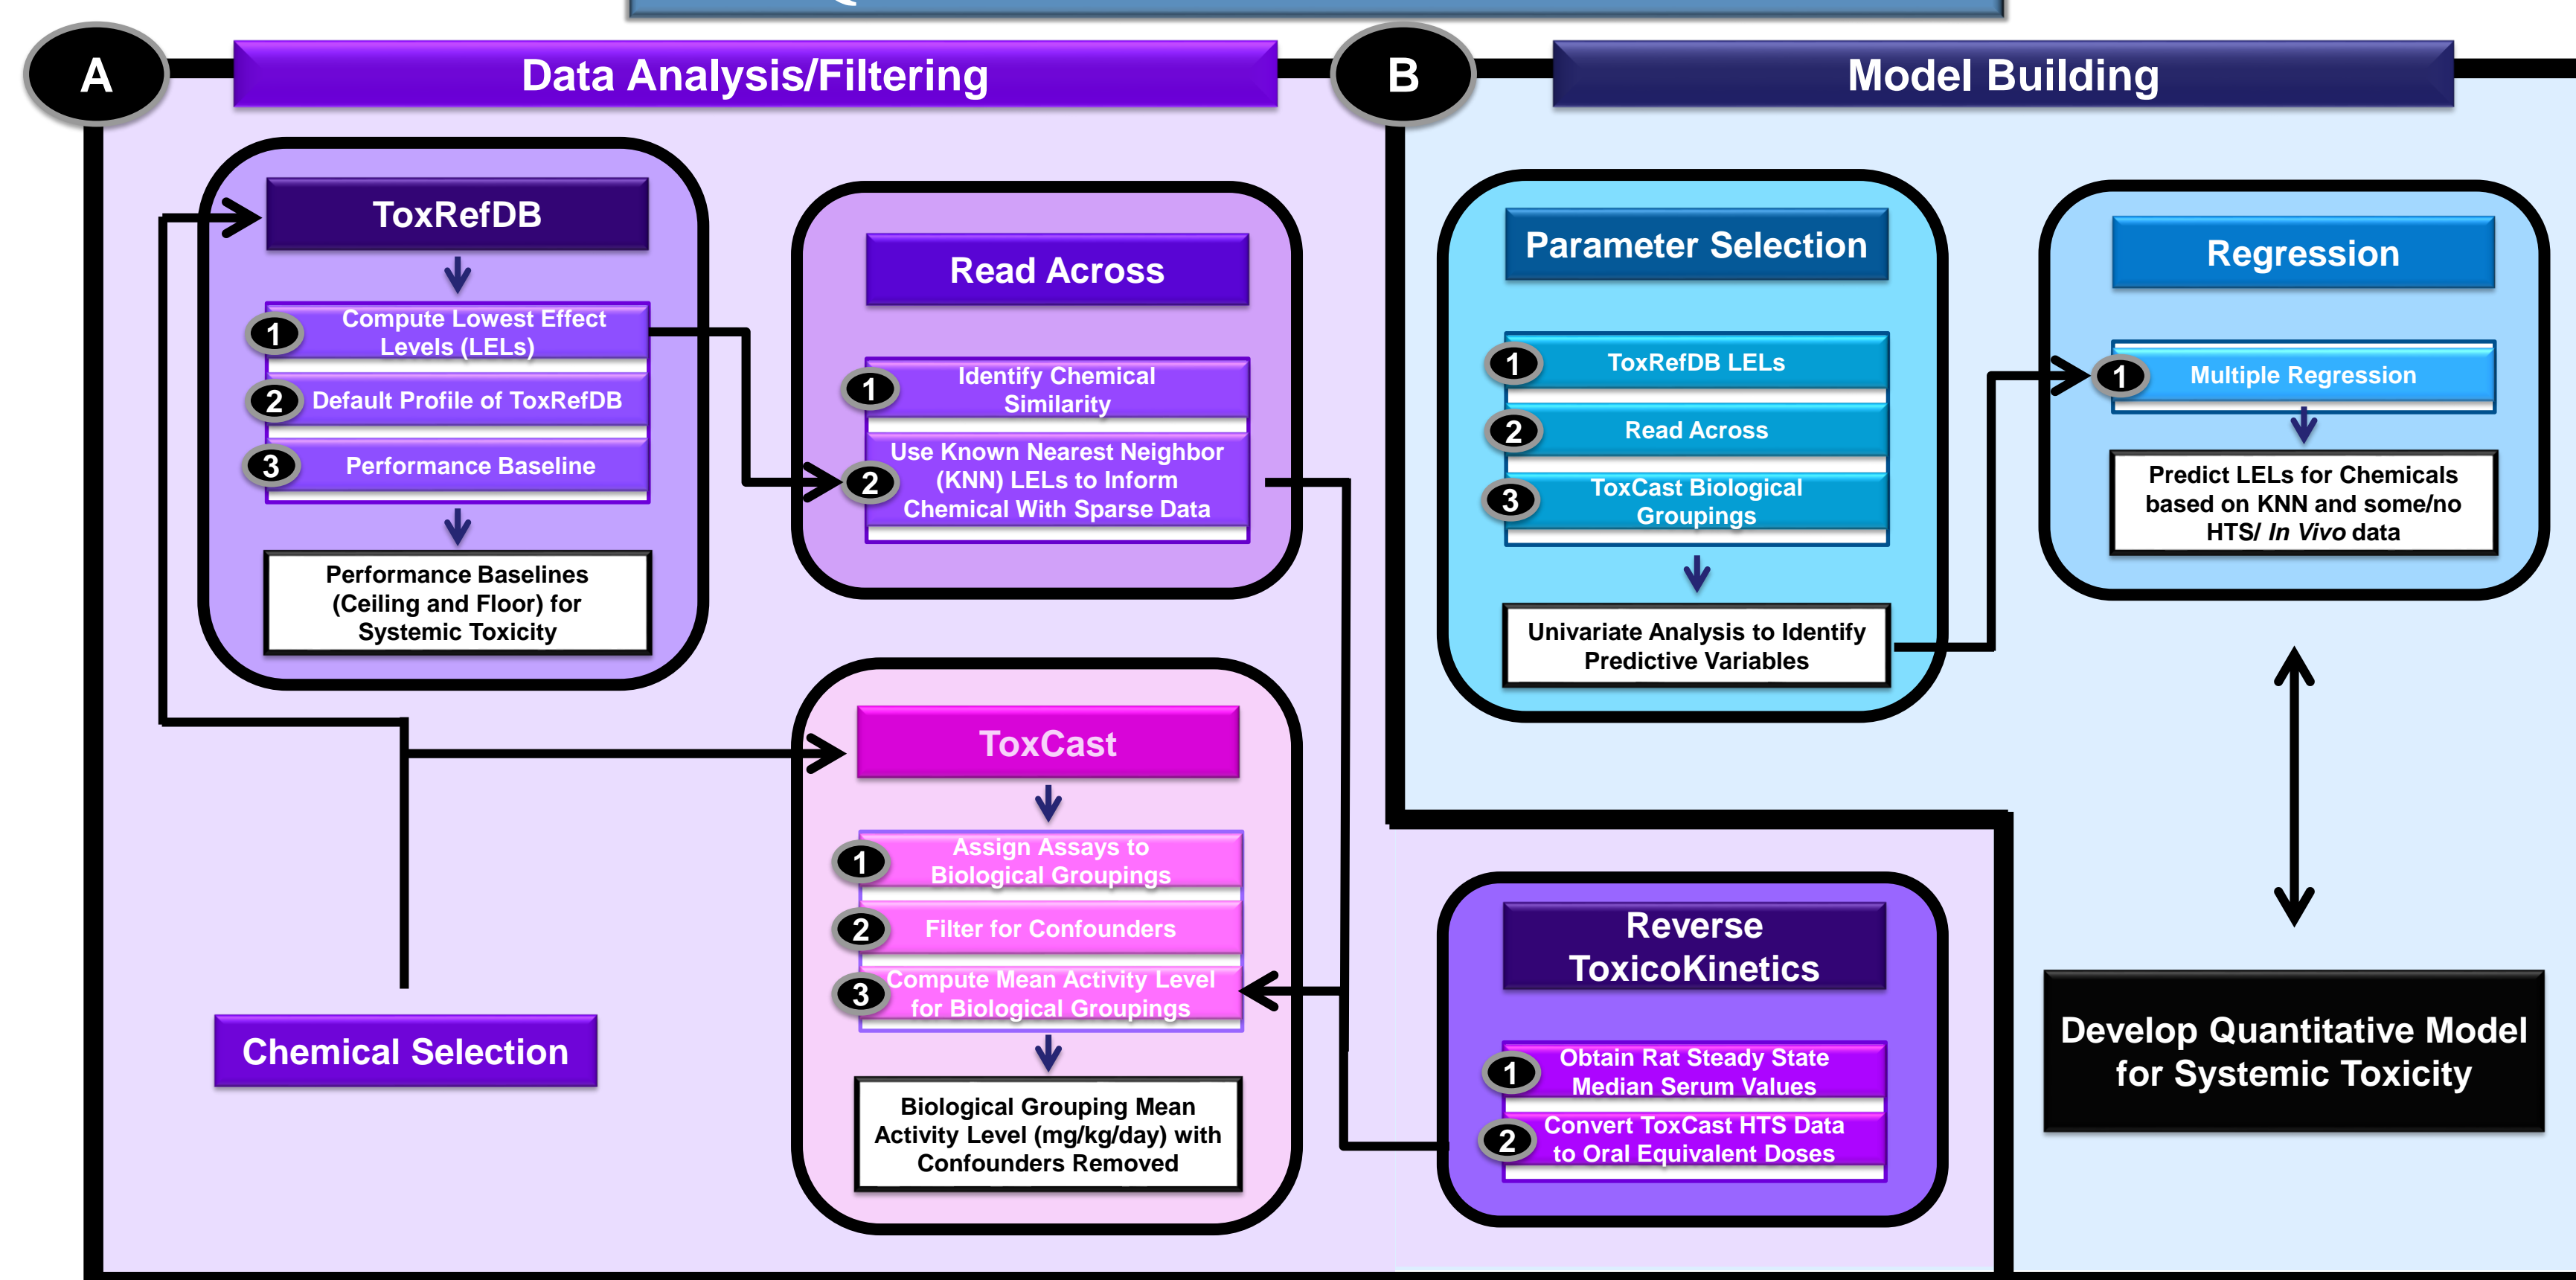 A
Data Analysis/Filtering
B
Model Building
ToxRefDB
1
Compute Lowest Effect
Levels (LELs)
2
Default Profile of ToxRefDB
3
Performance Baseline
Performance Baselines
(Ceiling and Floor) for
Systemic Toxicity
Read Across
1
Identify Chemical
Similarity
2
Use Known Nearest Neighbor
(KNN) LELs to Inform
Chemical With Sparse Data
ToxCast
1
Assign Assays to
Biological Groupings
2
Filter for Confounders
3
Compute Mean Activity Level
for Biological Groupings
Biological Grouping Mean
Activity Level (mg/kg/day) with
Confounders Removed
Chemical Selection
Parameter Selection
1
ToxRefDB LELs
2
Read Across
3
ToxCast Biological
Groupings
Univariate Analysis to Identify
Predictive Variables
Regression
1
Multiple Regression
Predict LELs for Chemicals
based on KNN and some/no
HTS/ In Vivo data
Reverse
ToxicoKinetics
1
Obtain Rat Steady State
Median Serum Values
2
Convert ToxCast HTS Data
to Oral Equivalent Doses
Develop Quantitative Model
for Systemic Toxicity